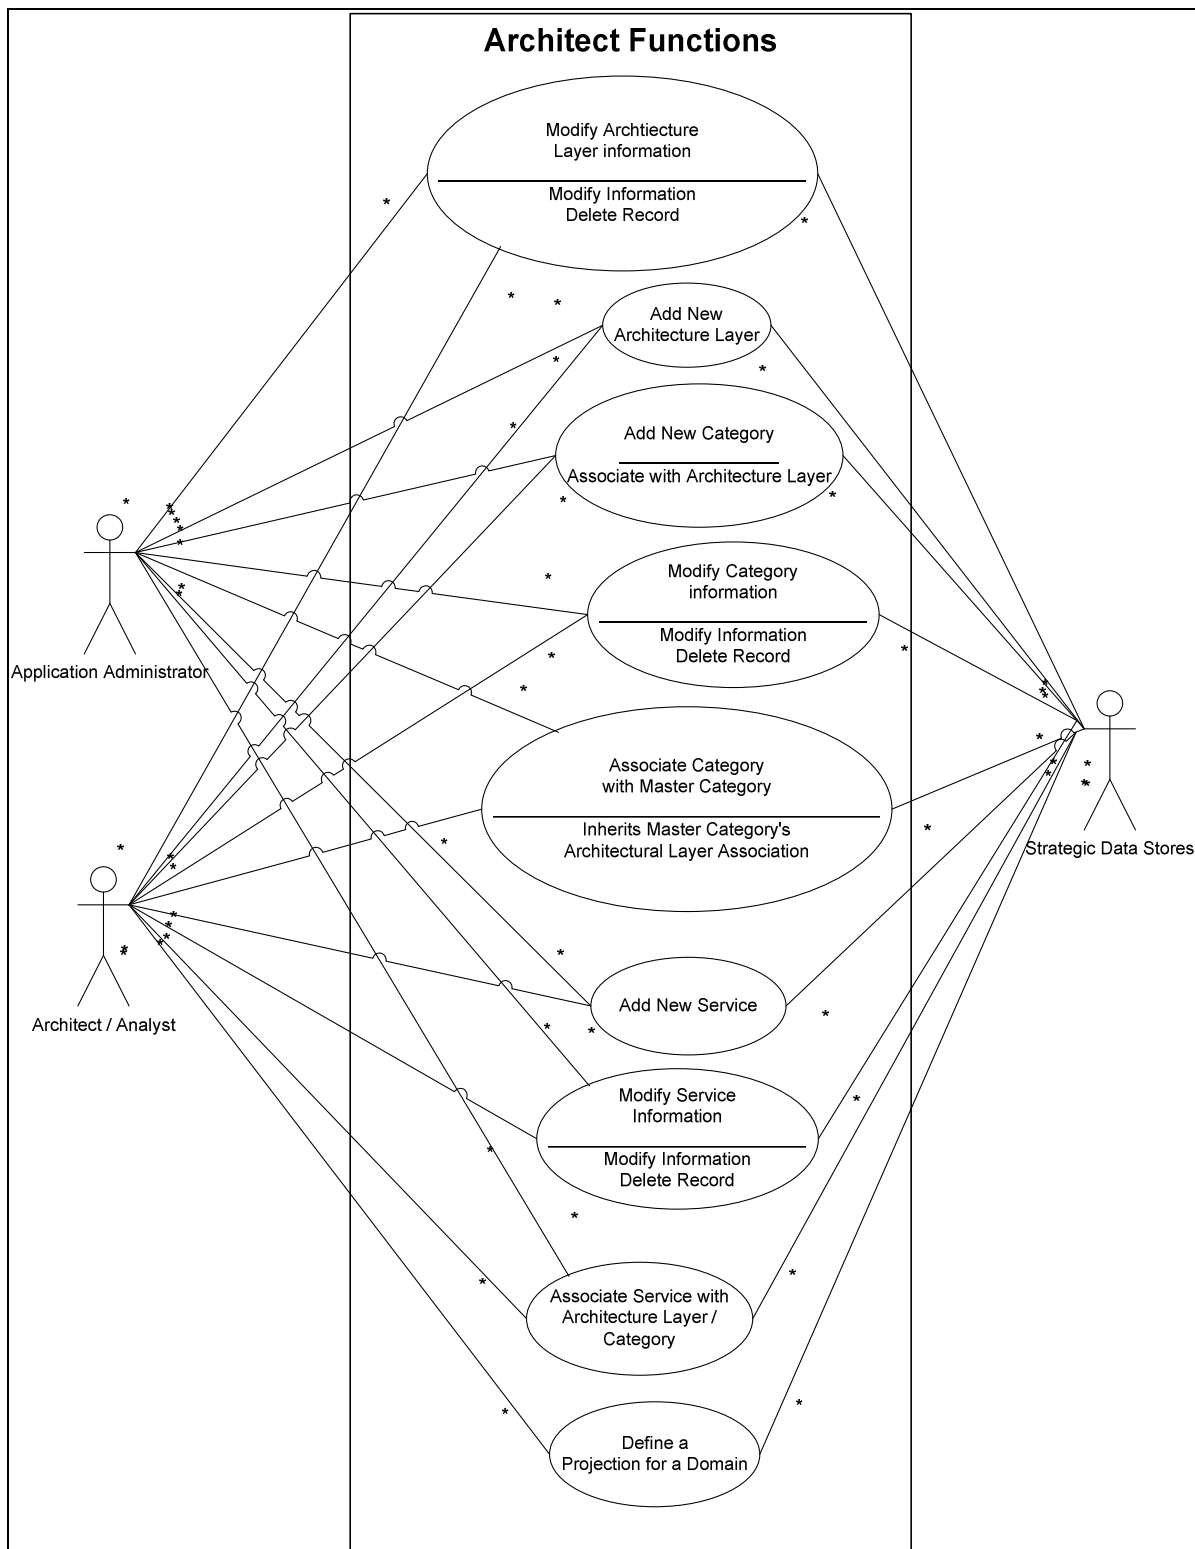 Architect Functions
Modify Archtiecture
Layer information
Modify Information
Delete Record
Add New
Architecture Layer
Add New Category
Associate with Architecture Layer
Modify Category
information
Modify Information
Delete Record
Application Administrator
Associate Category
with Master Category
Inherits Master Category's
Architectural Layer Association
Strategic Data Stores
Architect / Analyst
Add New Service
Modify Service
Information
Modify Information
Delete Record
Associate Service with
Architecture Layer /
Category
Define a
Projection for a Domain